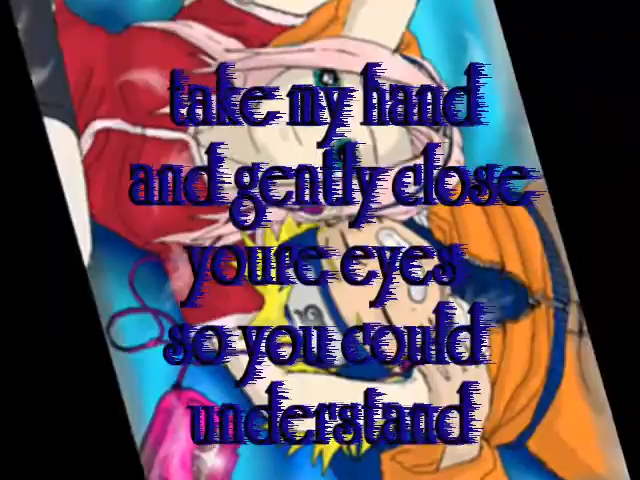 take my hand
and gently close
youre eyes
so you could
understand